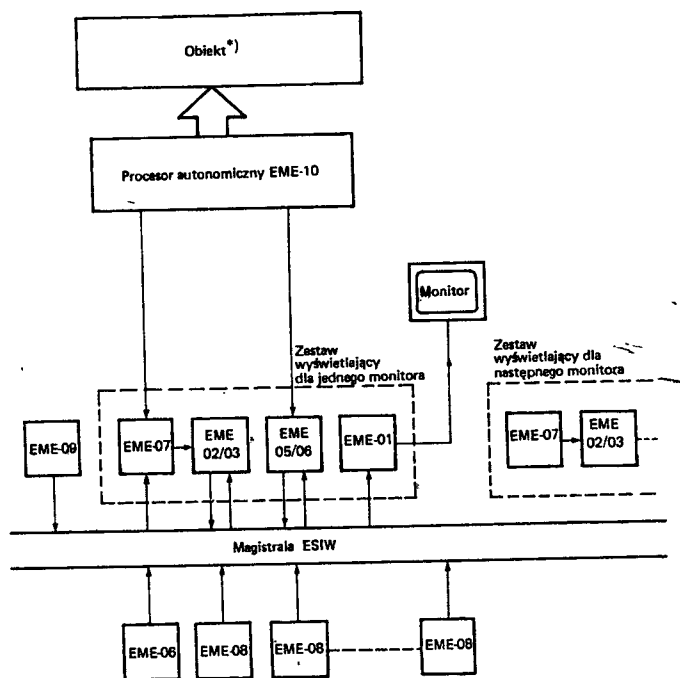 Obiekt*)
Procesor autonomiczny EME-10
Monitor
Zestaw
wyświetlający
dla jednego monitora
Zestaw
wyświetlający dla
następnego monitora
EME-09
EME-07
EME
02/03
EME
05/06
EME-01
EME-07
EME
02/03
Magistrala ESIW
EME-06
EME-08
EME-08
EME-08